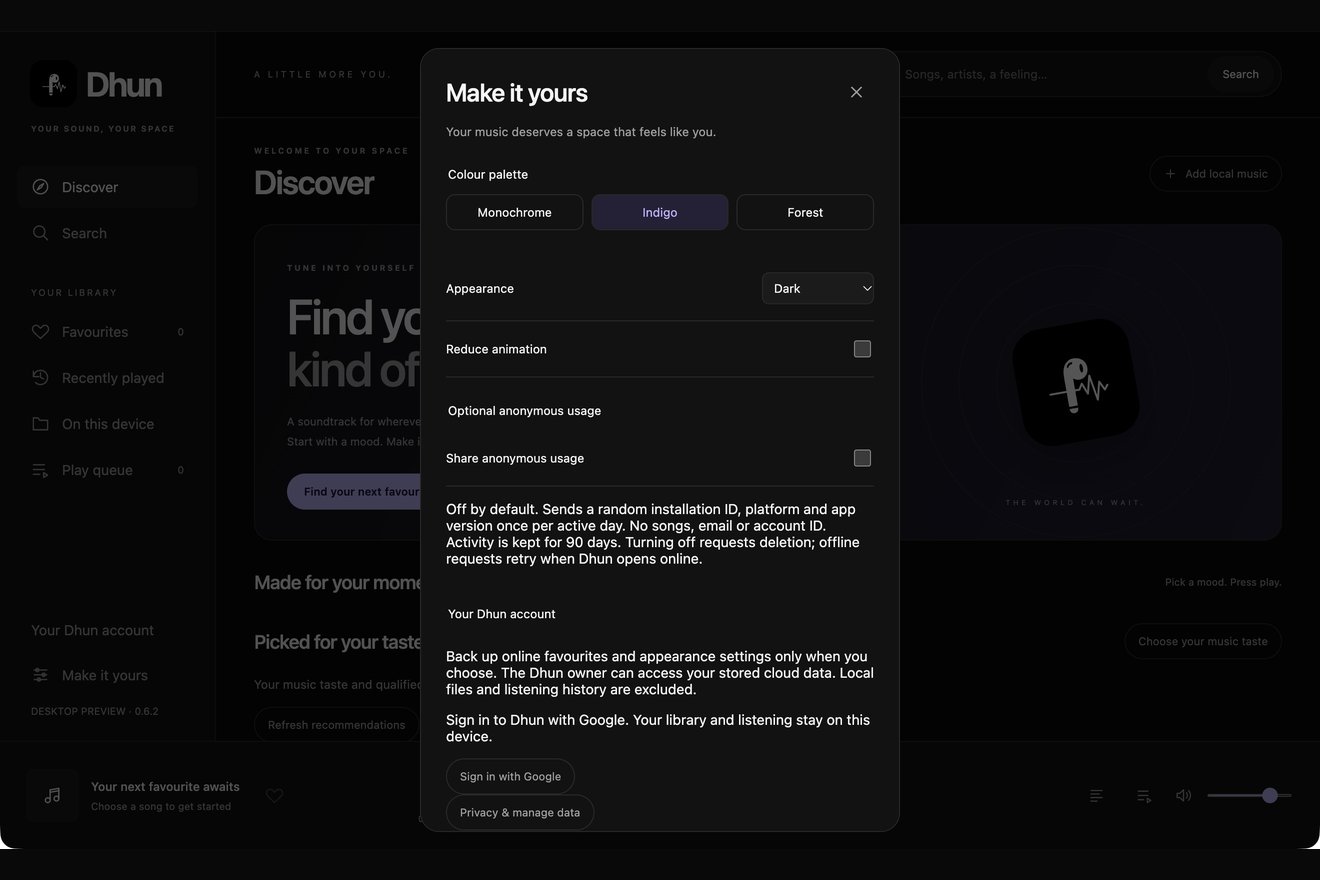 Dhun
YOUR SOUND, YOUR SPACE
Discover
Search
YOUR LIBRARY
Favourites 0
Recently played
On this device
Play queue 0
Your Dhun account
Make it yours
DESKTOP PREVIEW · 0.6.2
A LITTLE MORE YOU.
Songs, artists, a feeling...
Search
WELCOME TO YOUR SPACE
Discover
Add local music
TUNE INTO YOURSELF
Find yo
kind of
A soundtrack for whereve
Start with a mood. Make i
Find your next favour
THE WORLD CAN WAIT.
Made for your mome
Pick a mood. Press play.
Picked for your taste
Choose your music taste
Your music taste and qualified
Refresh recommendations
Make it yours
Your music deserves a space that feels like you.
Colour palette
Monochrome Indigo Forest
Appearance Dark
Reduce animation
Optional anonymous usage
Share anonymous usage
Off by default. Sends a random installation ID, platform and app
version once per active day. No songs, email or account ID.
Activity is kept for 90 days. Turning off requests deletion; offline
requests retry when Dhun opens online.
Your Dhun account
Back up online favourites and appearance settings only when you
choose. The Dhun owner can access your stored cloud data. Local
files and listening history are excluded.
Sign in to Dhun with Google. Your library and listening stay on this
device.
Sign in with Google
Privacy & manage data
Your next favourite awaits
Choose a song to get started